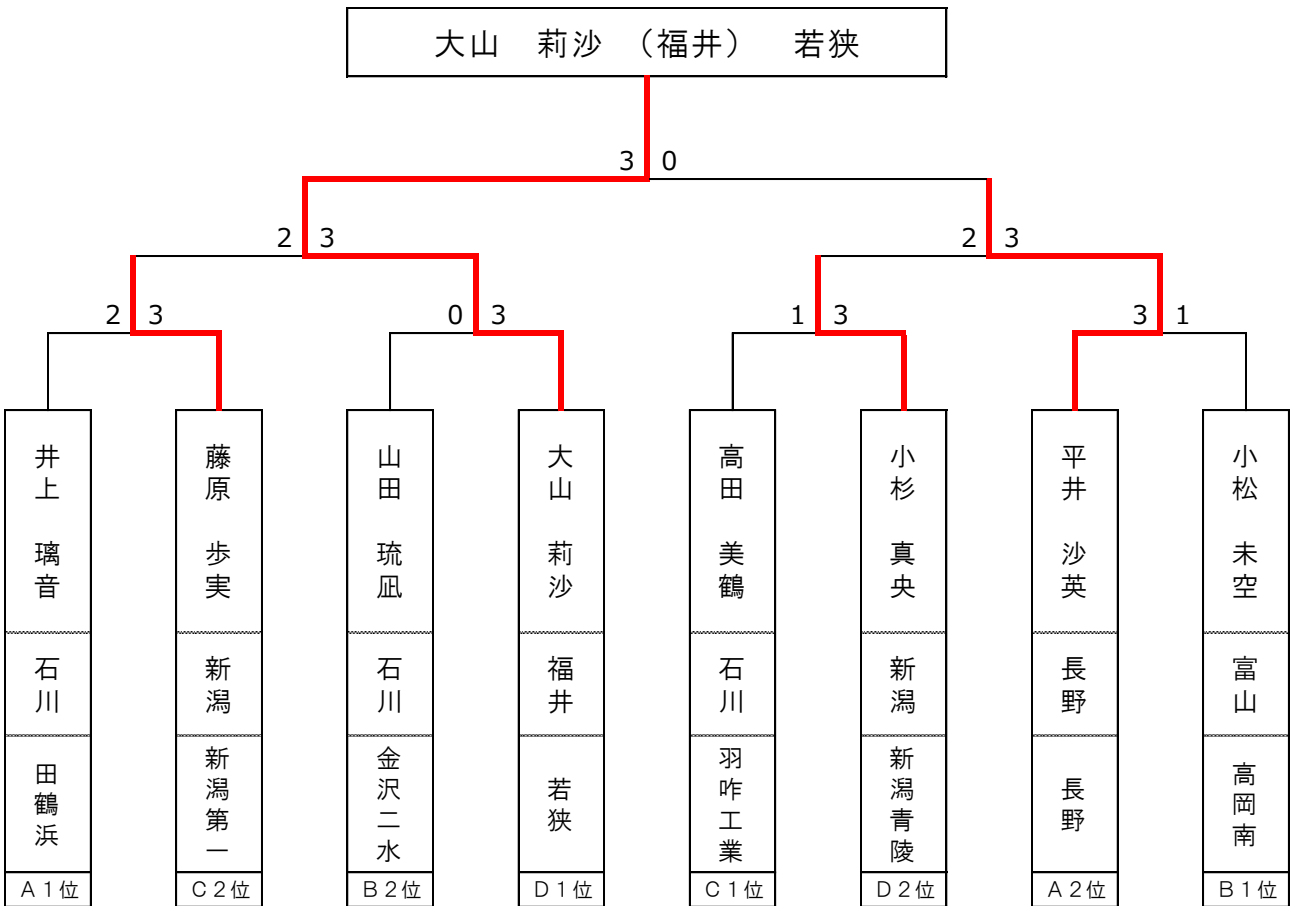 大山　莉沙　（福井）　若狭
3 0
2 3
2 3
2 3
0 3
1 3
3 1
井上　璃音
石川
田鶴浜
A1位
藤原　歩実
新潟
新潟第一
C2位
山田　琉凪
石川
金沢二水
B2位
大山　莉沙
福井
若狭
D1位
高田　美鶴
石川
羽咋工業
C1位
小杉　真央
新潟
新潟青陵
D2位
平井　沙英
長野
長野
A2位
小松　未空
富山
高岡南
B1位